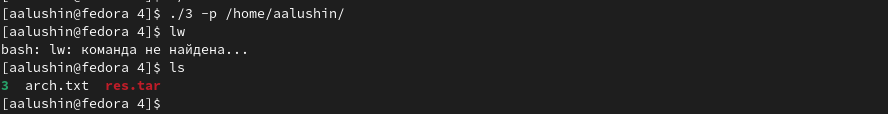 [aalushin@fedora 4]$ ./3 -p /home/aalushin/
[aalushin@fedora 4]$ lw
bash: lw: команда не найдена...
[aalushin@fedora 4]$ ls
3  arch.txt  res.tar
[aalushin@fedora 4]$